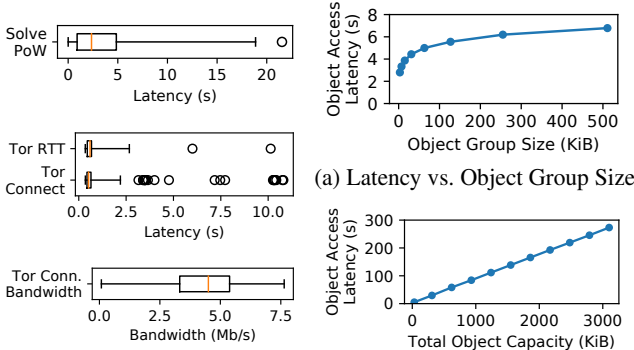 Solve
PoW
0 5 10 15 20
Latency (s)
Tor RTT
Tor
Connect
0.0 2.5 5.0 7.5 10.0
Latency (s)
Tor Conn.
Bandwidth
0.0 2.5 5.0 7.5
Bandwidth (Mb/s)
Object Access
Latency (s)
8
6
4
2
0
0 100 200 300 400 500
Object Group Size (KiB)
(a) Latency vs. Object Group Size
Object Access
Latency (s)
300
200
100
0
0 1000 2000 3000
Total Object Capacity (KiB)